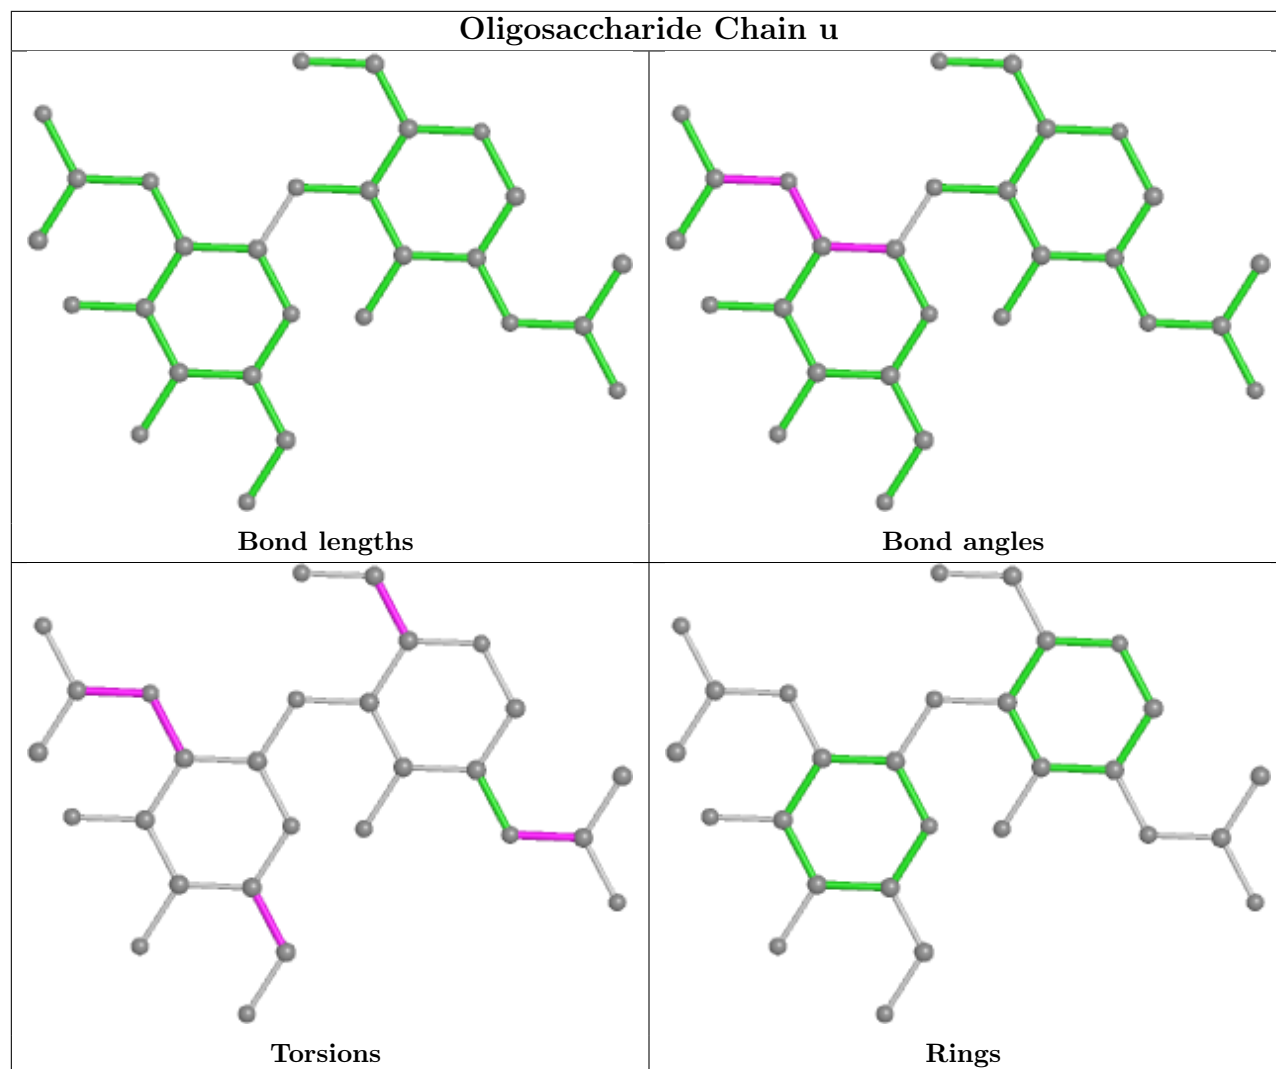 Oligosaccharide Chain u
Bond lengths
Bond angles
Torsions
Rings